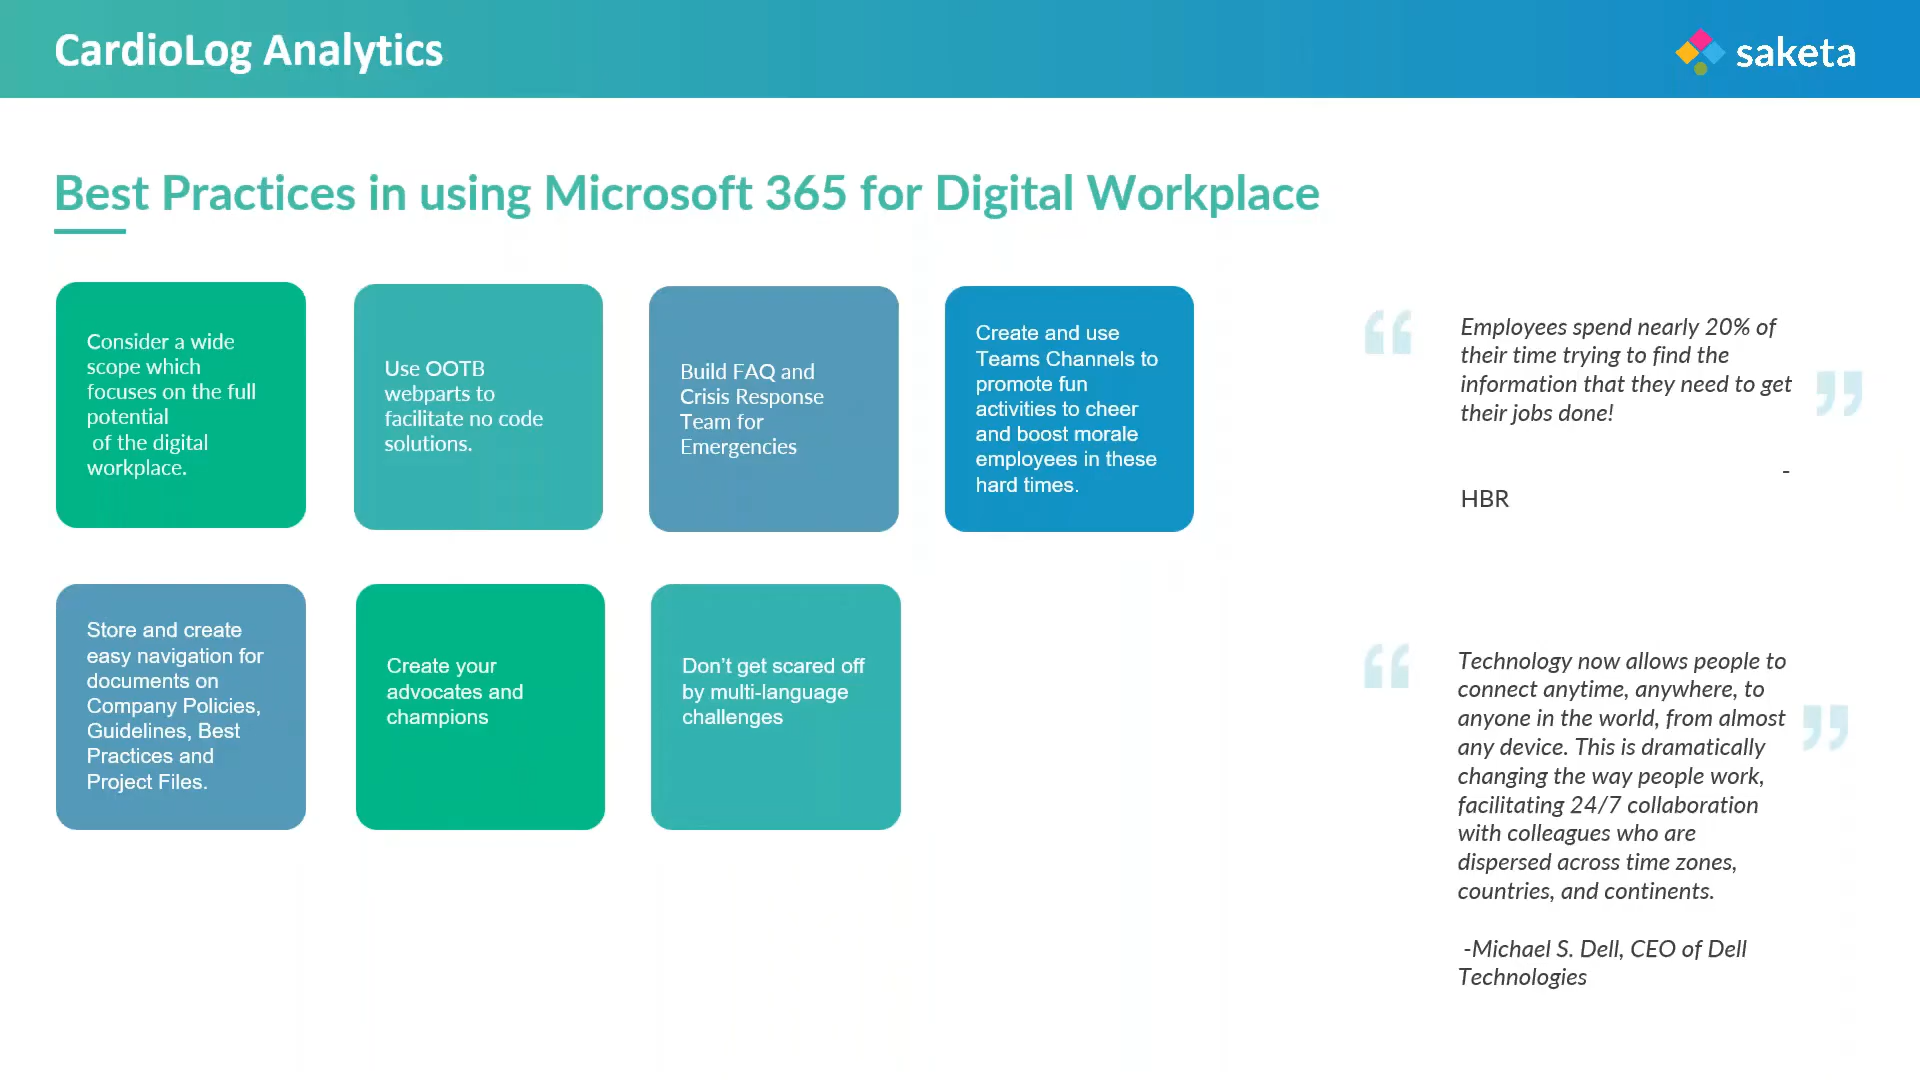 CardioLog Analytics
saketa
Best Practices in using Microsoft 365 for Digital Workplace
Consider a wide
scope which
focuses on the full
potential
of the digital
workplace.
Use OOTB
webparts to
facilitate no code
solutions.
Build FAQ and
Crisis Response
Team for
Emergencies
Create and use
Teams Channels to
promote fun
activities to cheer
and boost morale
employees in these
hard times.
Store and create
easy navigation for
documents on
Company Policies,
Guidelines, Best
Practices and
Project Files.
Create your
advocates and
champions
Don’t get scared off
by multi-language
challenges
“
Employees spend nearly 20% of
their time trying to find the
information that they need to get
their jobs done!
”
-
HBR
“
Technology now allows people to
connect anytime, anywhere, to
anyone in the world, from almost
any device. This is dramatically
changing the way people work,
facilitating 24/7 collaboration
with colleagues who are
dispersed across time zones,
countries, and continents.
”
-Michael S. Dell, CEO of Dell
Technologies